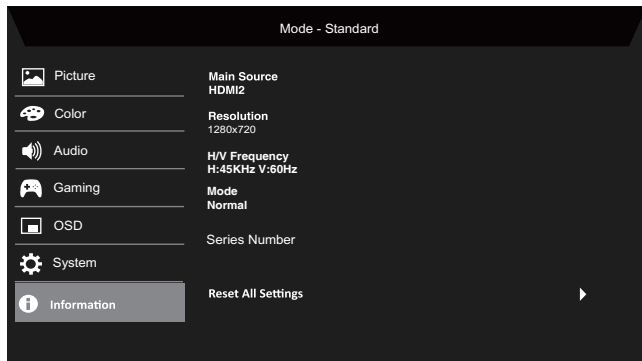 Mode - Standard
Picture
Color
Audio
Gaming
OSD
System
Information
Main Source
HDMI2
Resolution
1280x720
H/V Frequency
H:45KHz V:60Hz
Mode
Normal
Series Number
Reset All Settings